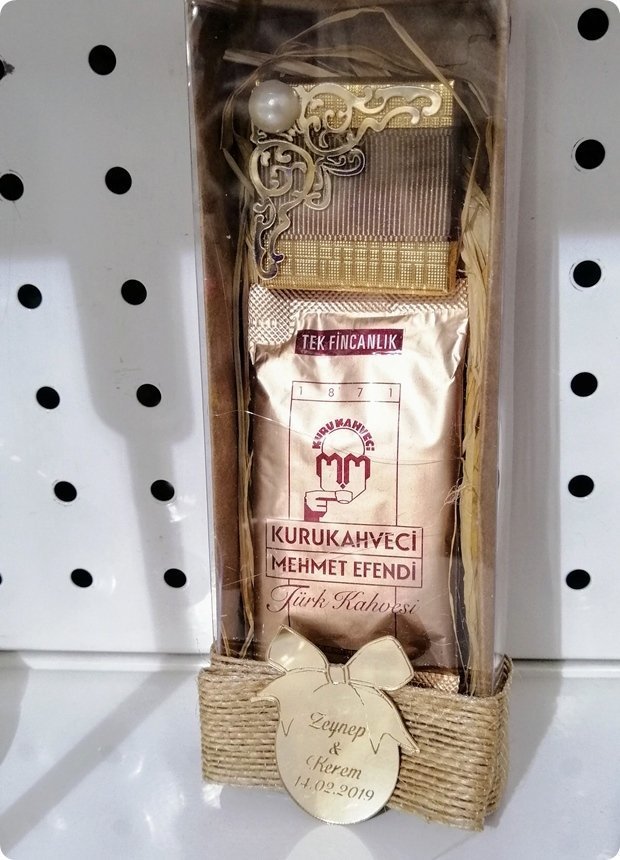 TEK FİNCANLIK
1871
KURUKAHVECİ
MM
KURUKAHVECİ
MEHMET EFENDİ
Türk Kahvesi
Zeynep
&
Kerem
14.02.2019